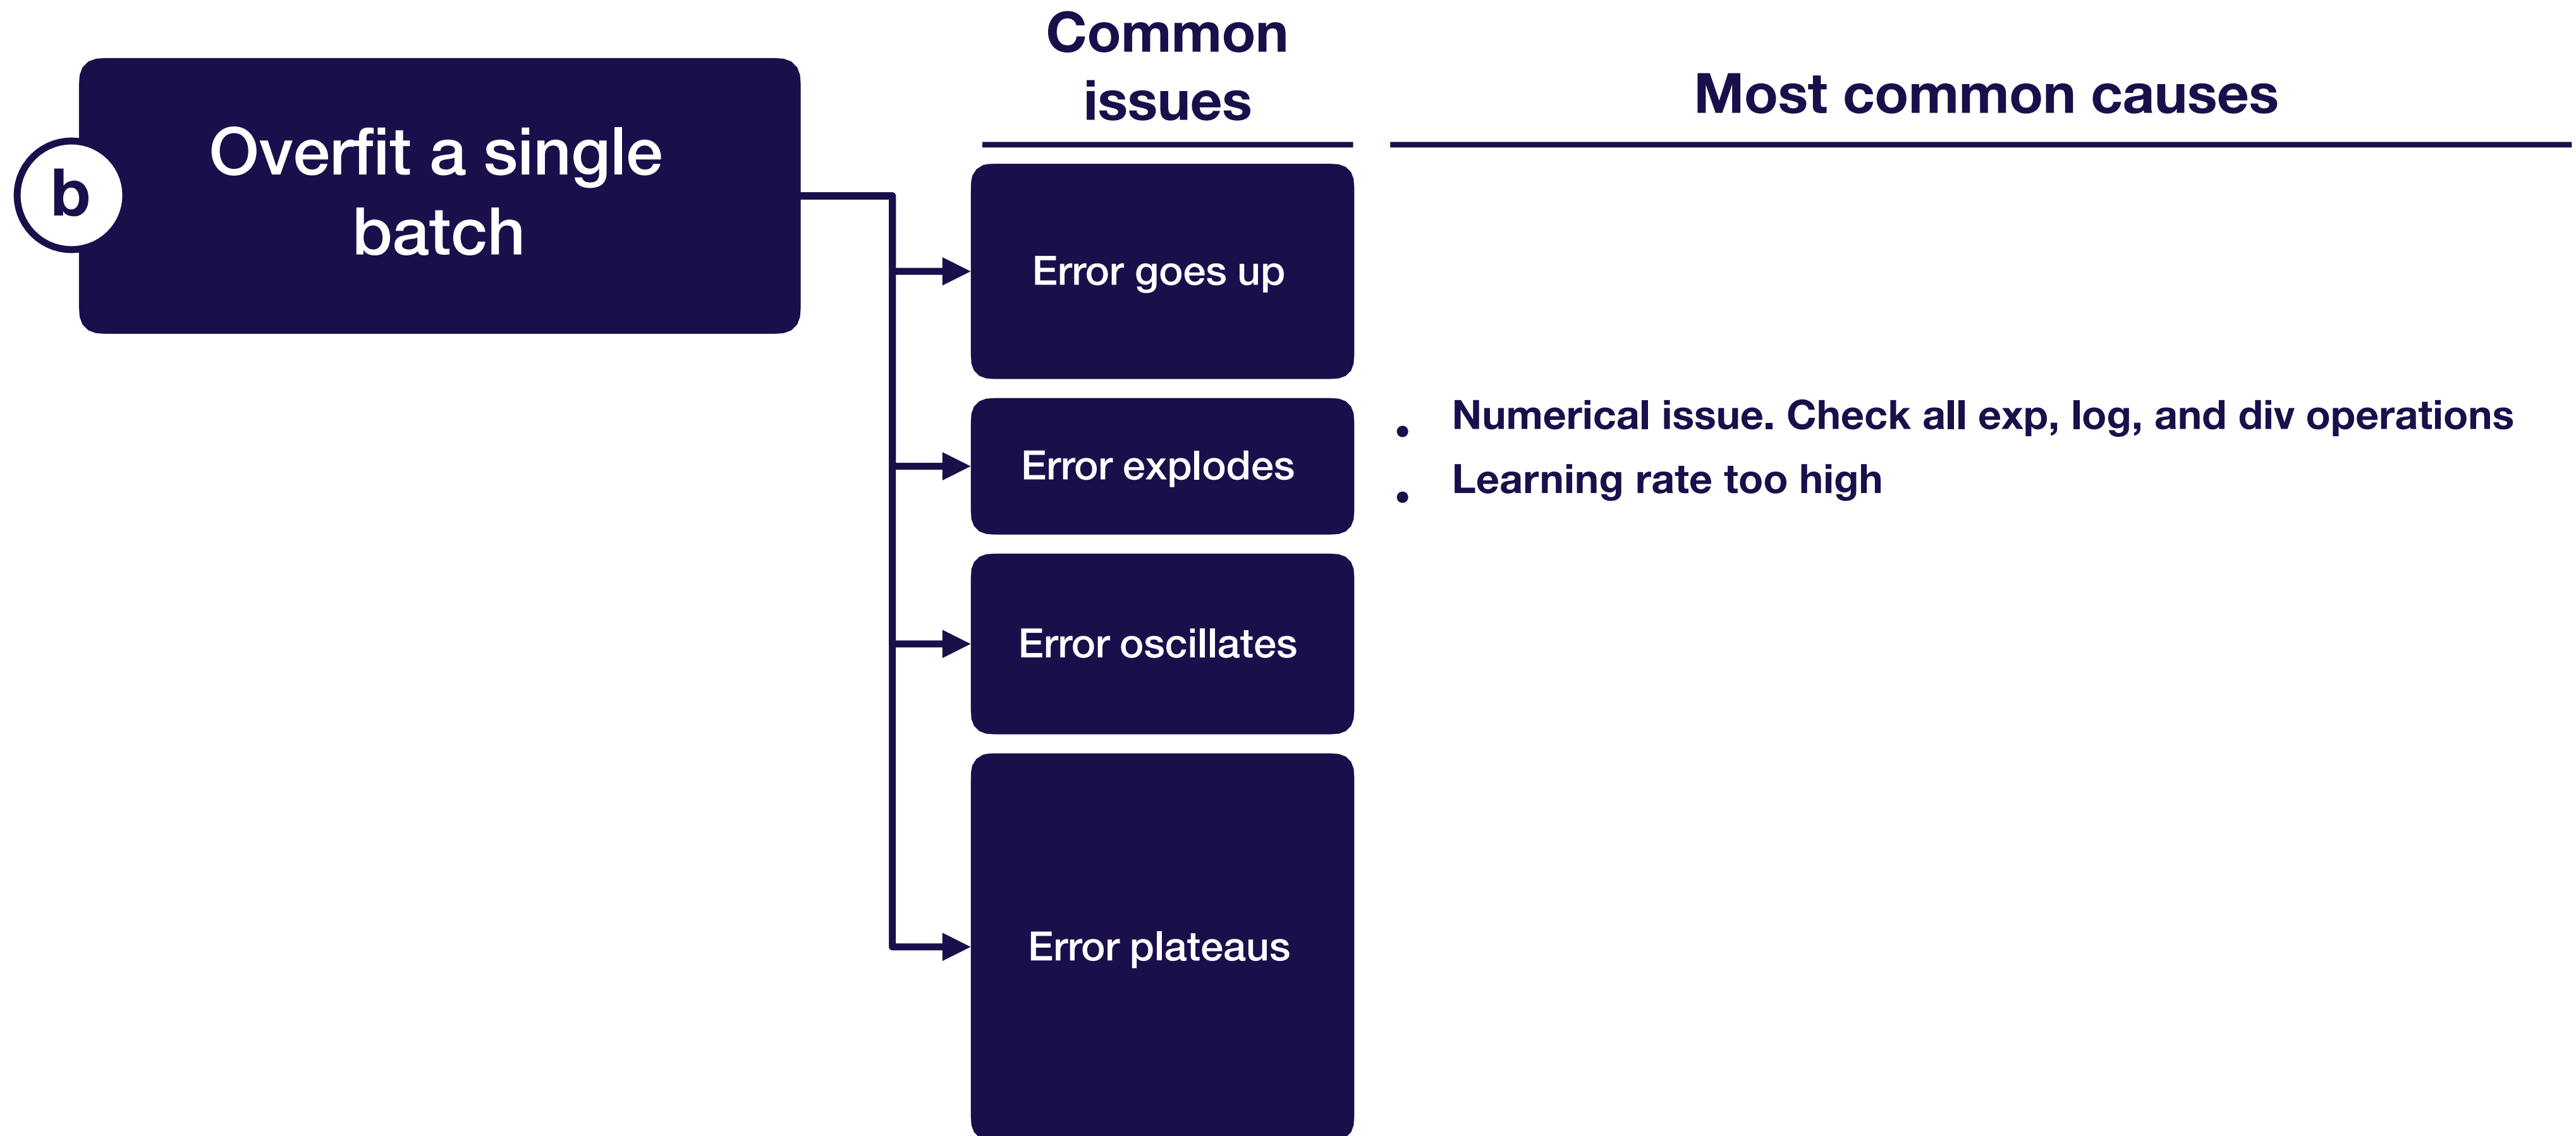 b
Overfit a single
batch
Common
issues
Most common causes
Error goes up
Error explodes
• Numerical issue. Check all exp, log, and div operations
• Learning rate too high
Error oscillates
Error plateaus